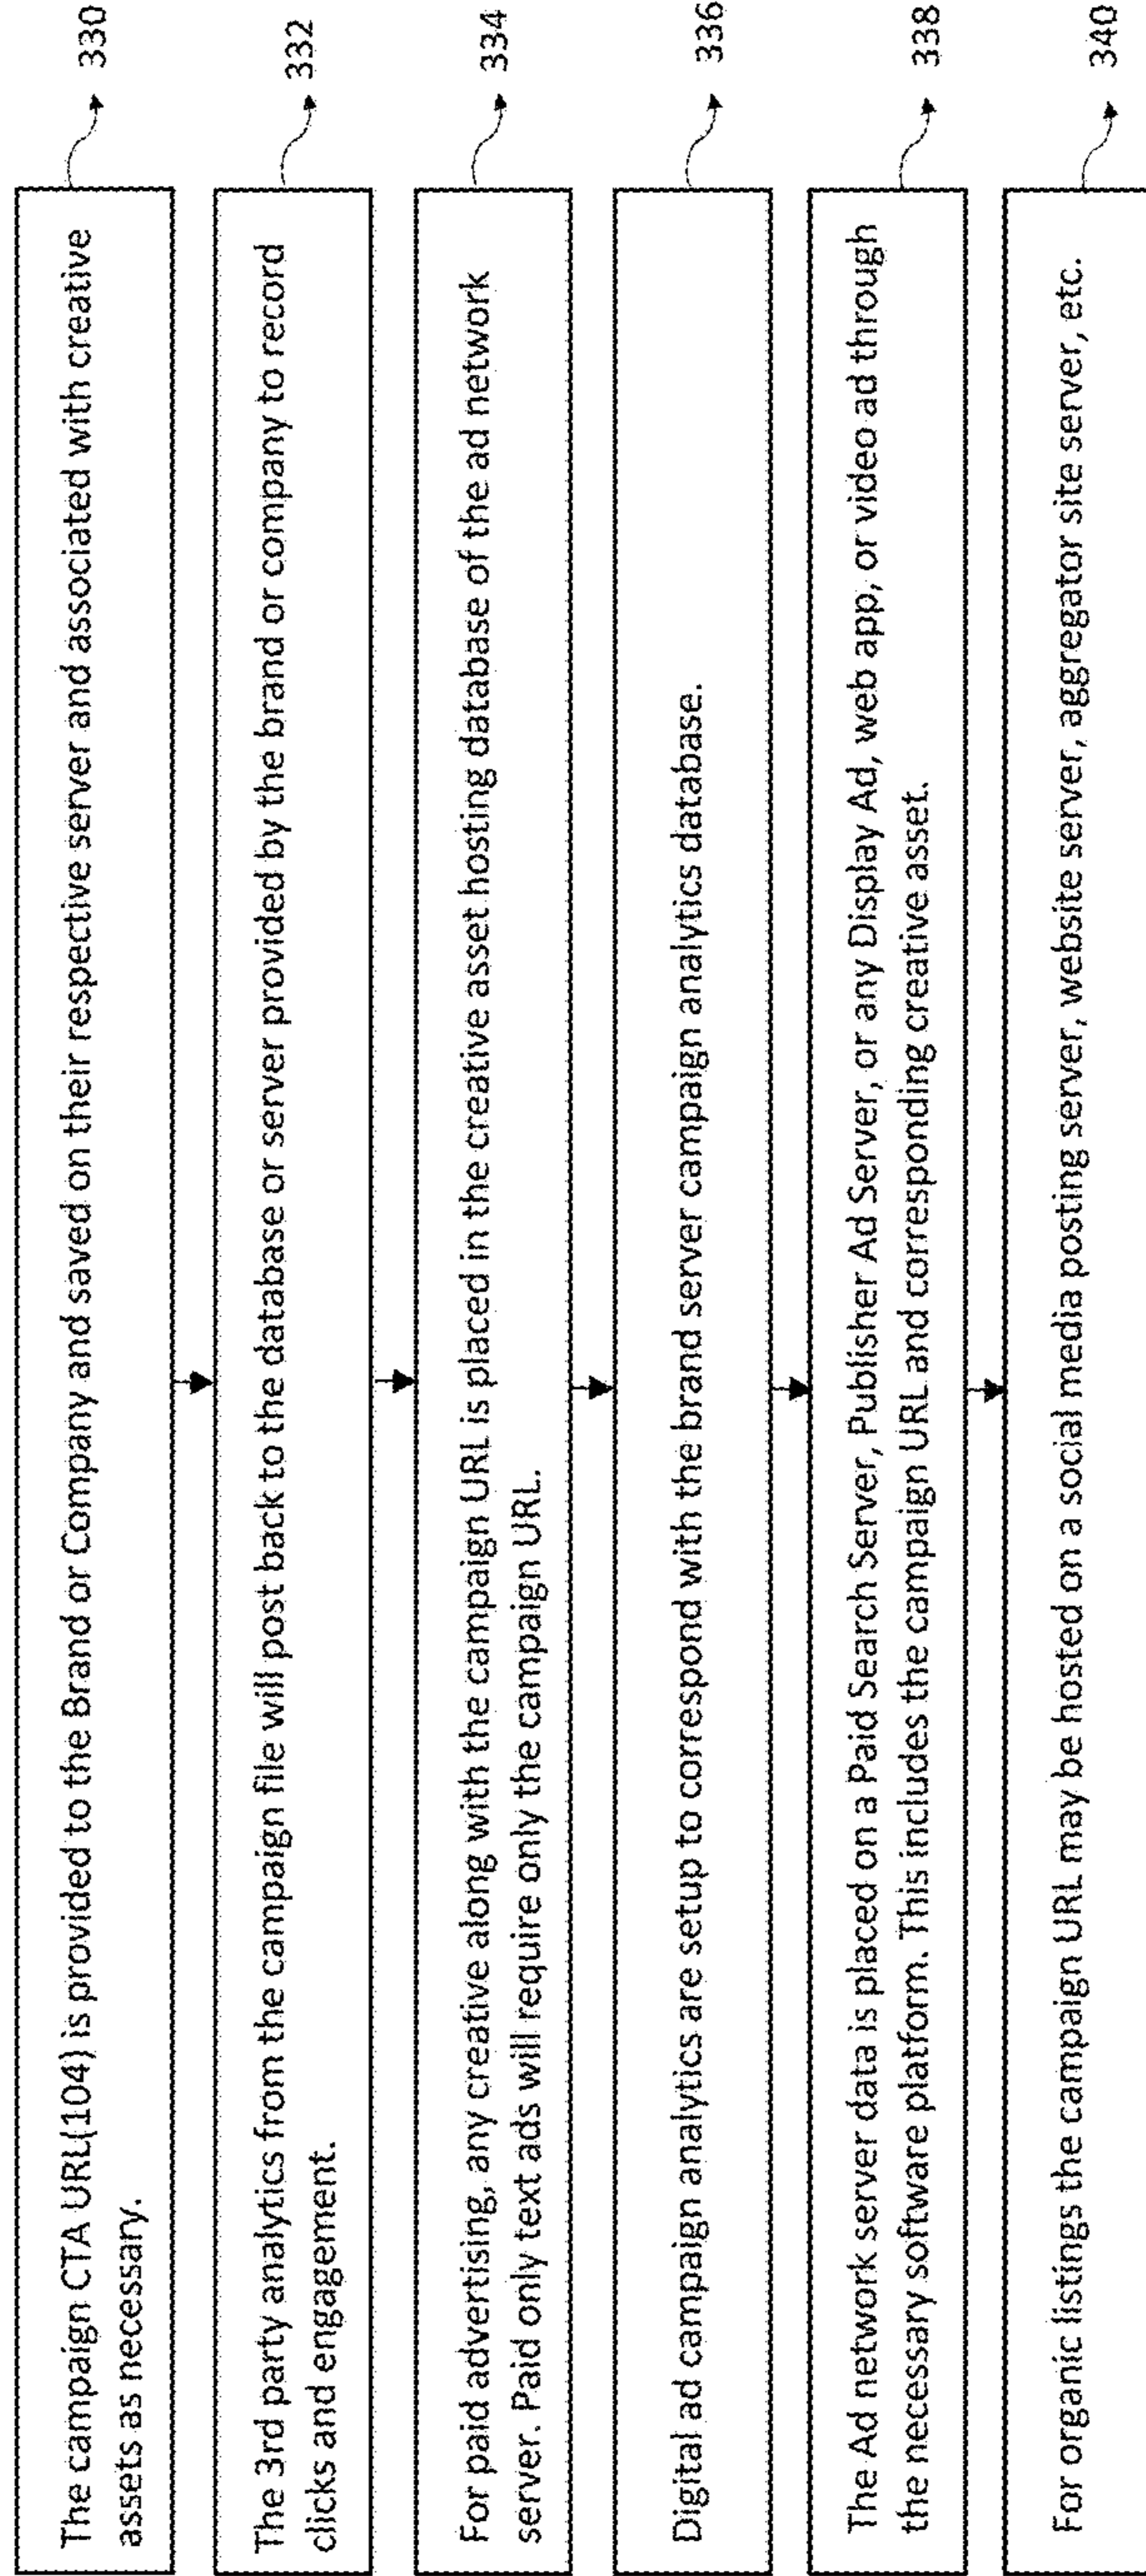 The campaign CTA URL(104) is provided to the Brand or Company and saved on their respective server and associated with creative
assets as necessary.
330
The 3rd party analytics from the campaign file will post back to the database or server provided by the brand or company to record
clicks and engagement.
332
For paid advertising, any creative along with the campaign URL is placed in the creative asset hosting database of the ad network
server. Paid only text ads will require only the campaign URL.
334
Digital ad campaign analytics are setup to correspond with the brand server campaign analytics database.
336
The Ad network server data is placed on a Paid Search Server, Publisher Ad Server, or any Display Ad, web app, or video ad through
the necessary software platform. This includes the campaign URL and corresponding creative asset.
338
For organic listings the campaign URL may be hosted on a social media posting server, website server, aggregator site server, etc.
340